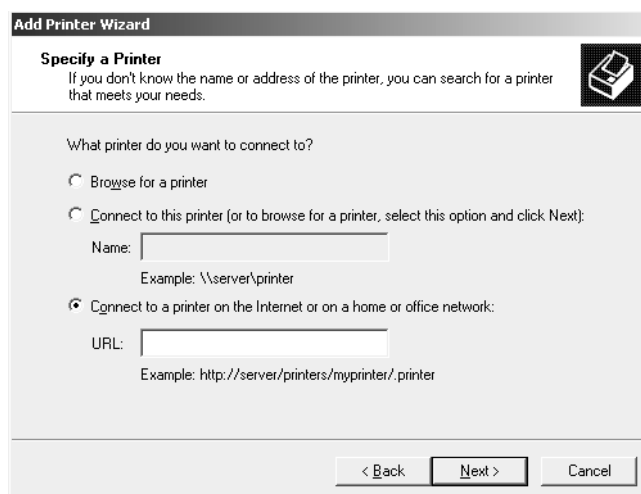 Add Printer Wizard
Specify a Printer
If you don't know the name or address of the printer, you can search for a printer
that meets your needs.
What printer do you want to connect to?
Browse for a printer
Connect to this printer (or to browse for a printer, select this option and click Next):
Name:
Example: \\server\printer
Connect to a printer on the Internet or on a home or office network:
URL:
Example: http://server/printers/myprinter/.printer
< Back Next > Cancel